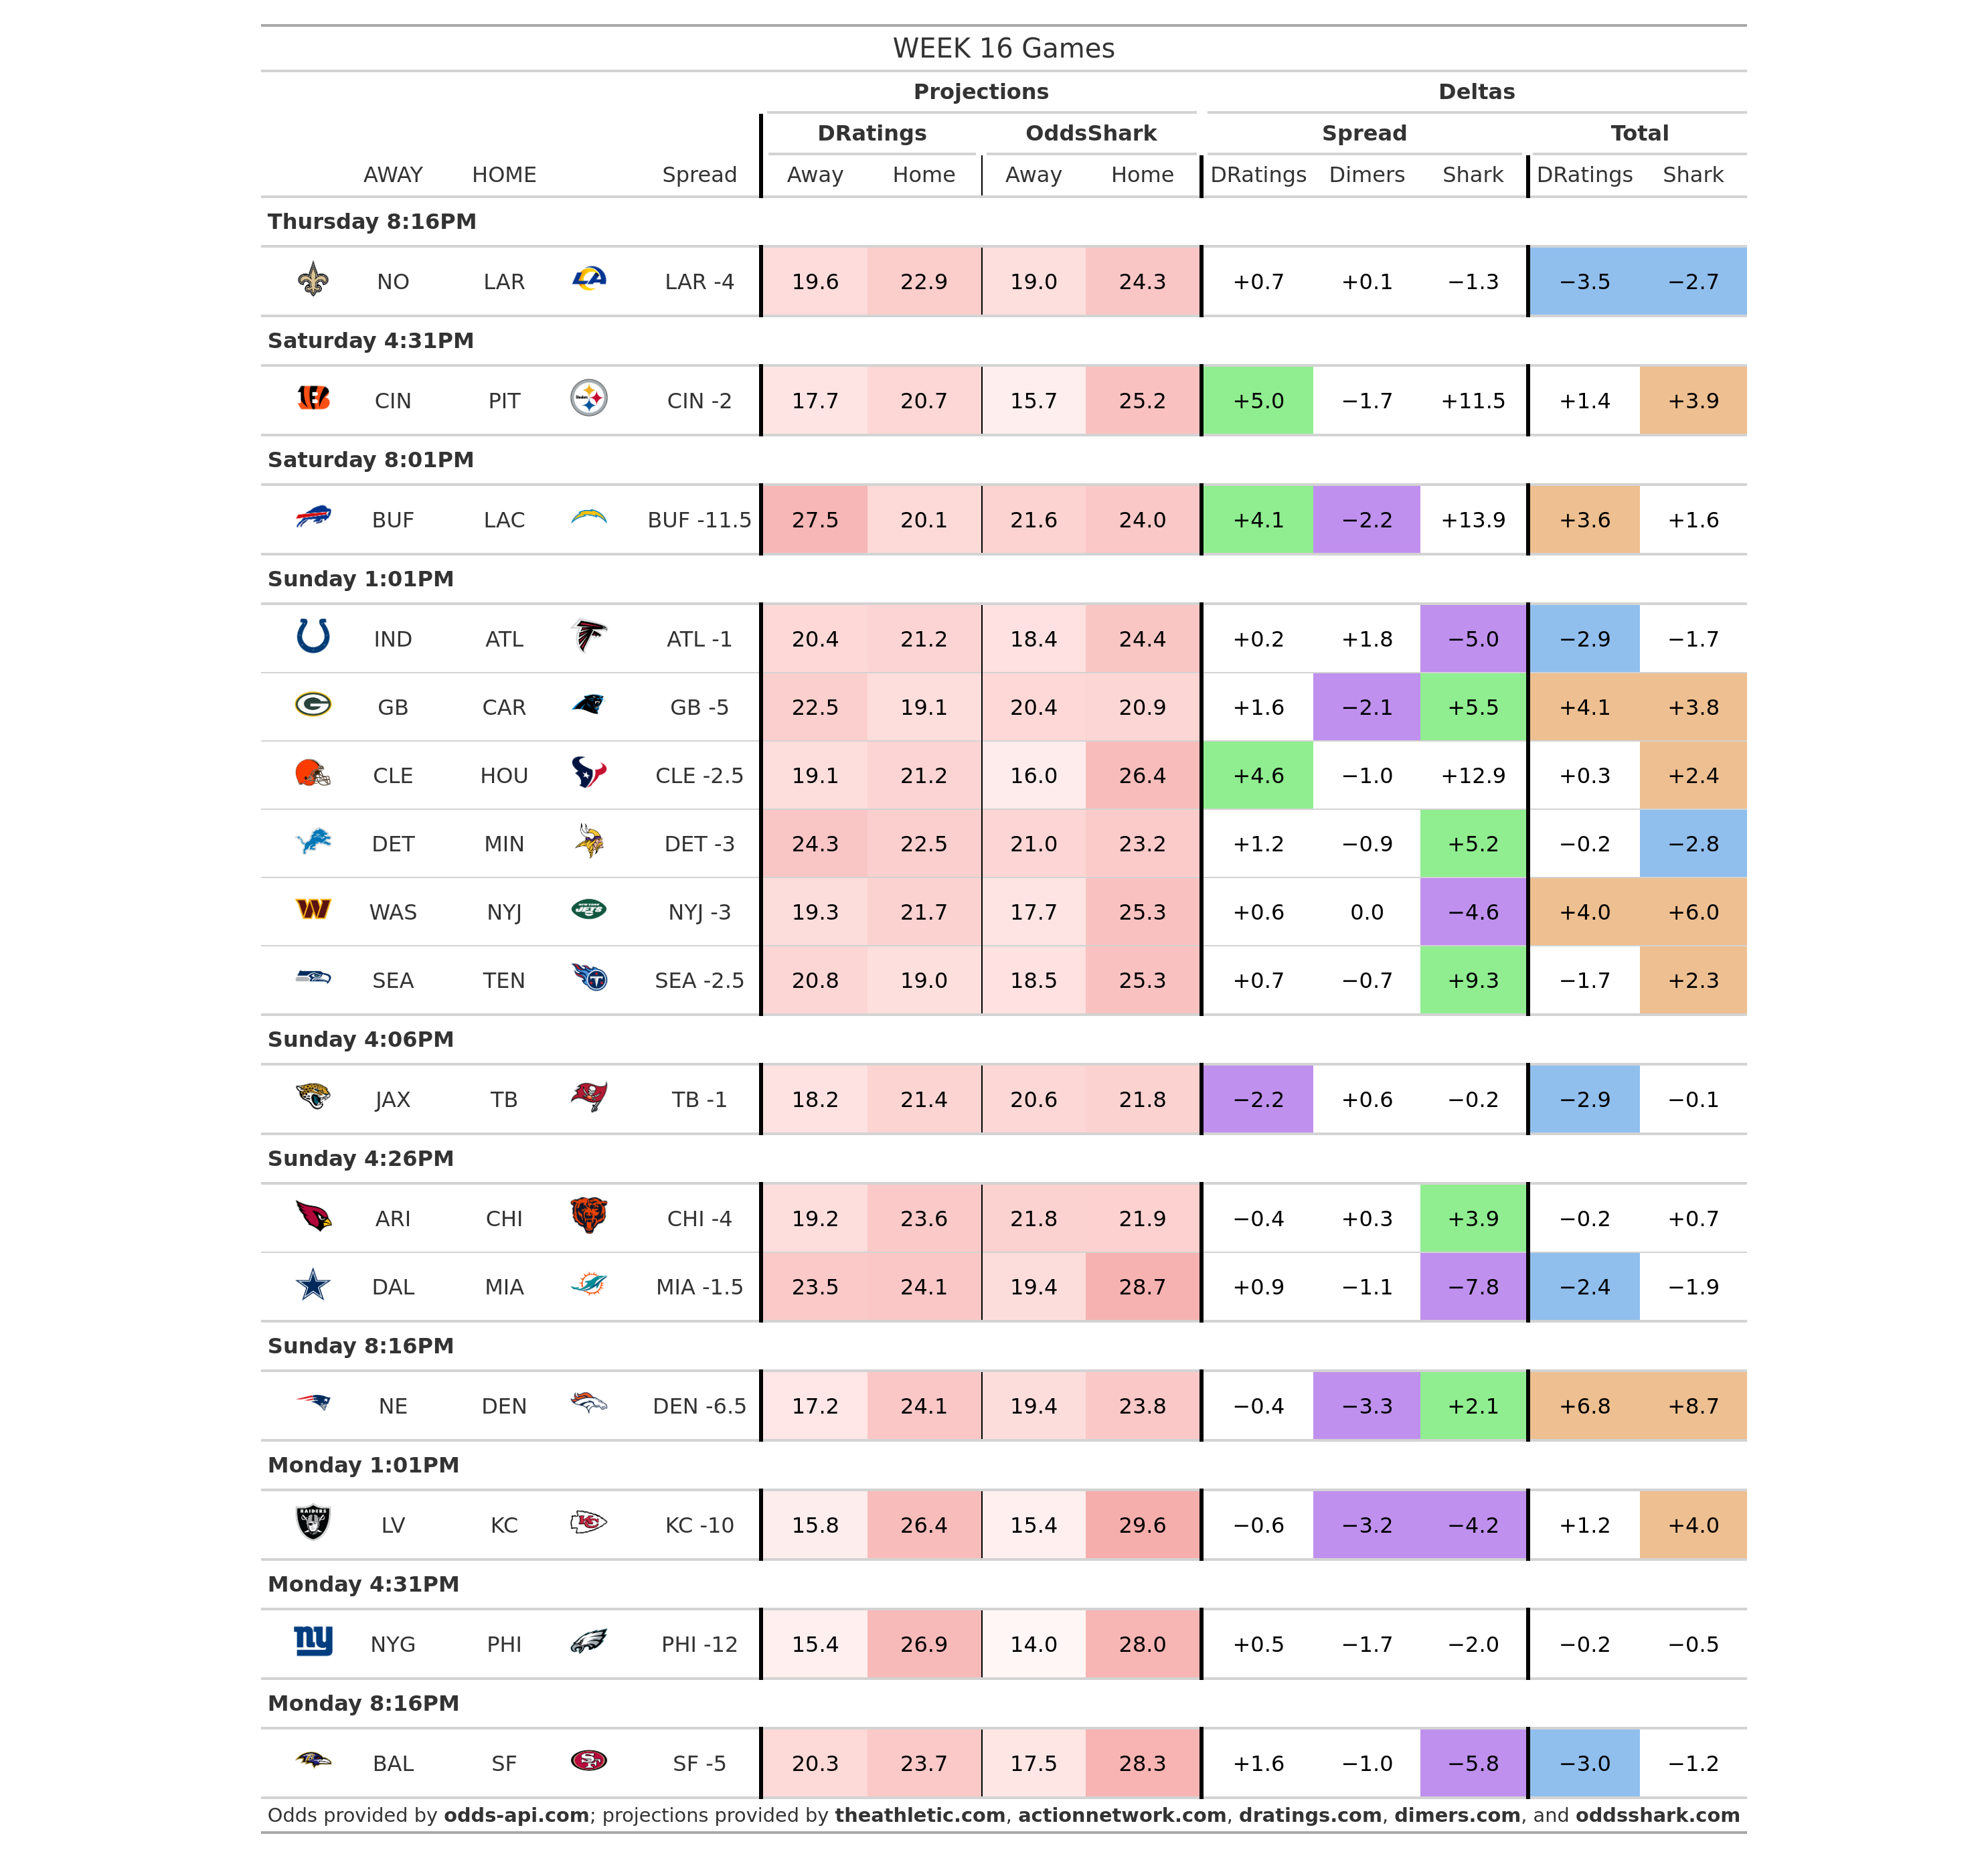 WEEK 16 Games
Projections Deltas
DRatings OddsShark Spread Total
AWAY HOME Spread Away Home Away Home DRatings Dimers Shark DRatings Shark
Thursday 8:16PM
NO LAR LAR -4 19.6 22.9 19.0 24.3 +0.7 +0.1 −1.3 −3.5 −2.7
Saturday 4:31PM
CIN PIT CIN -2 17.7 20.7 15.7 25.2 +5.0 −1.7 +11.5 +1.4 +3.9
Saturday 8:01PM
BUF LAC BUF -11.5 27.5 20.1 21.6 24.0 +4.1 −2.2 +13.9 +3.6 +1.6
Sunday 1:01PM
IND ATL ATL -1 20.4 21.2 18.4 24.4 +0.2 +1.8 −5.0 −2.9 −1.7
GB CAR GB -5 22.5 19.1 20.4 20.9 +1.6 −2.1 +5.5 +4.1 +3.8
CLE HOU CLE -2.5 19.1 21.2 16.0 26.4 +4.6 −1.0 +12.9 +0.3 +2.4
DET MIN DET -3 24.3 22.5 21.0 23.2 +1.2 −0.9 +5.2 −0.2 −2.8
WAS NYJ NYJ -3 19.3 21.7 17.7 25.3 +0.6 0.0 −4.6 +4.0 +6.0
SEA TEN SEA -2.5 20.8 19.0 18.5 25.3 +0.7 −0.7 +9.3 −1.7 +2.3
Sunday 4:06PM
JAX TB TB -1 18.2 21.4 20.6 21.8 −2.2 +0.6 −0.2 −2.9 −0.1
Sunday 4:26PM
ARI CHI CHI -4 19.2 23.6 21.8 21.9 −0.4 +0.3 +3.9 −0.2 +0.7
DAL MIA MIA -1.5 23.5 24.1 19.4 28.7 +0.9 −1.1 −7.8 −2.4 −1.9
Sunday 8:16PM
NE DEN DEN -6.5 17.2 24.1 19.4 23.8 −0.4 −3.3 +2.1 +6.8 +8.7
Monday 1:01PM
LV KC KC -10 15.8 26.4 15.4 29.6 −0.6 −3.2 −4.2 +1.2 +4.0
Monday 4:31PM
NYG PHI PHI -12 15.4 26.9 14.0 28.0 +0.5 −1.7 −2.0 −0.2 −0.5
Monday 8:16PM
BAL SF SF -5 20.3 23.7 17.5 28.3 +1.6 −1.0 −5.8 −3.0 −1.2
Odds provided by odds-api.com; projections provided by theathletic.com, actionnetwork.com, dratings.com, dimers.com, and oddsshark.com